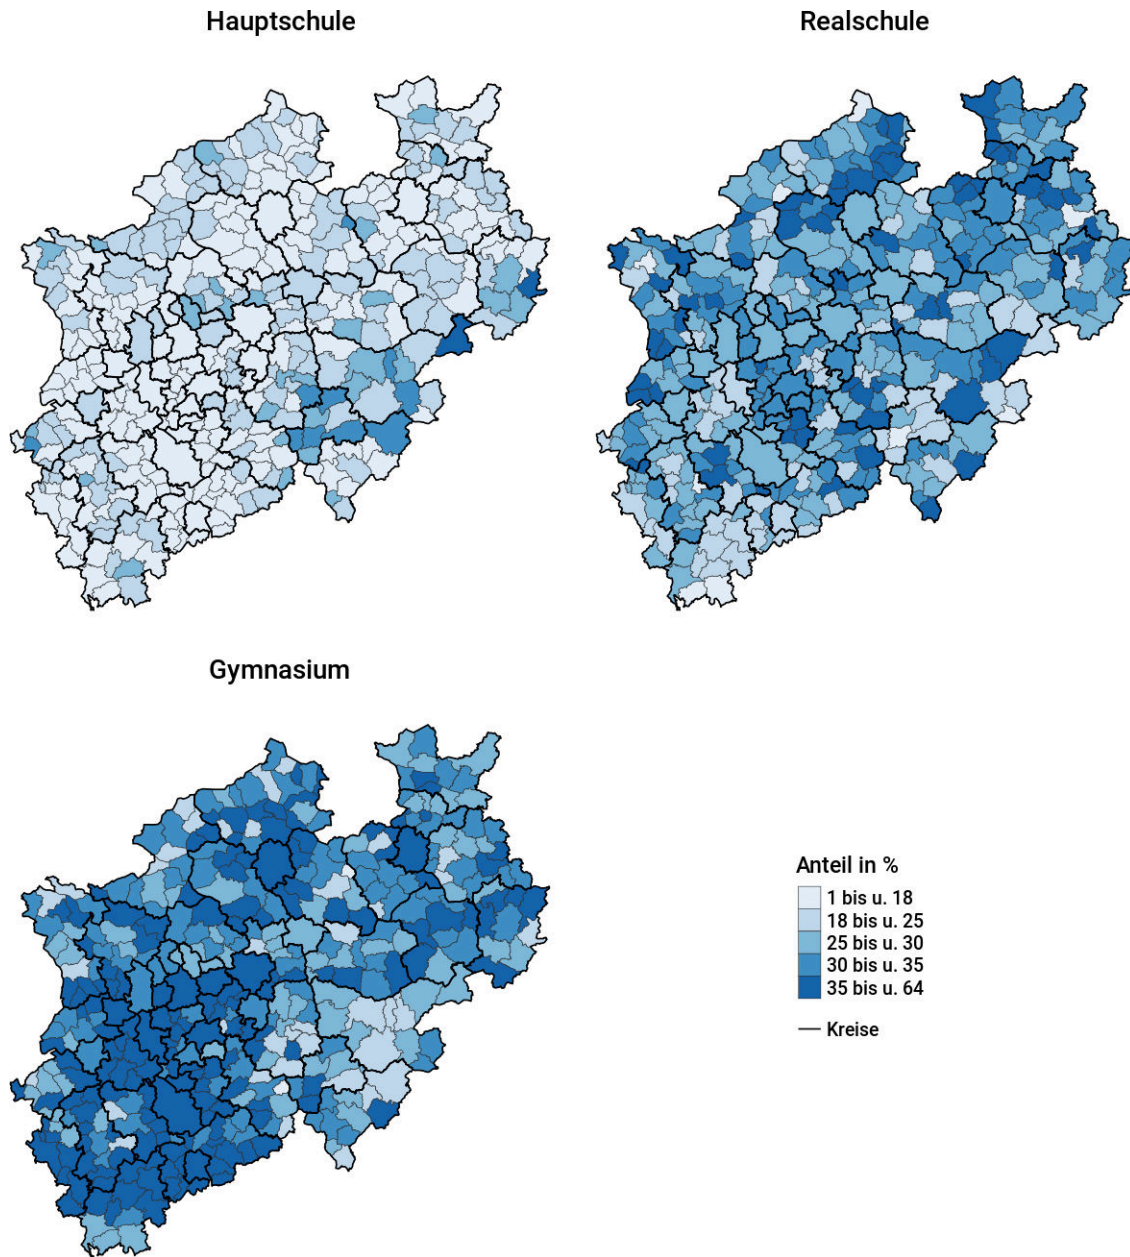 Hauptschule
Realschule
Gymnasium
Anteil in %
1 bis u. 18
18 bis u. 25
25 bis u. 30
30 bis u. 35
35 bis u. 64
Kreise